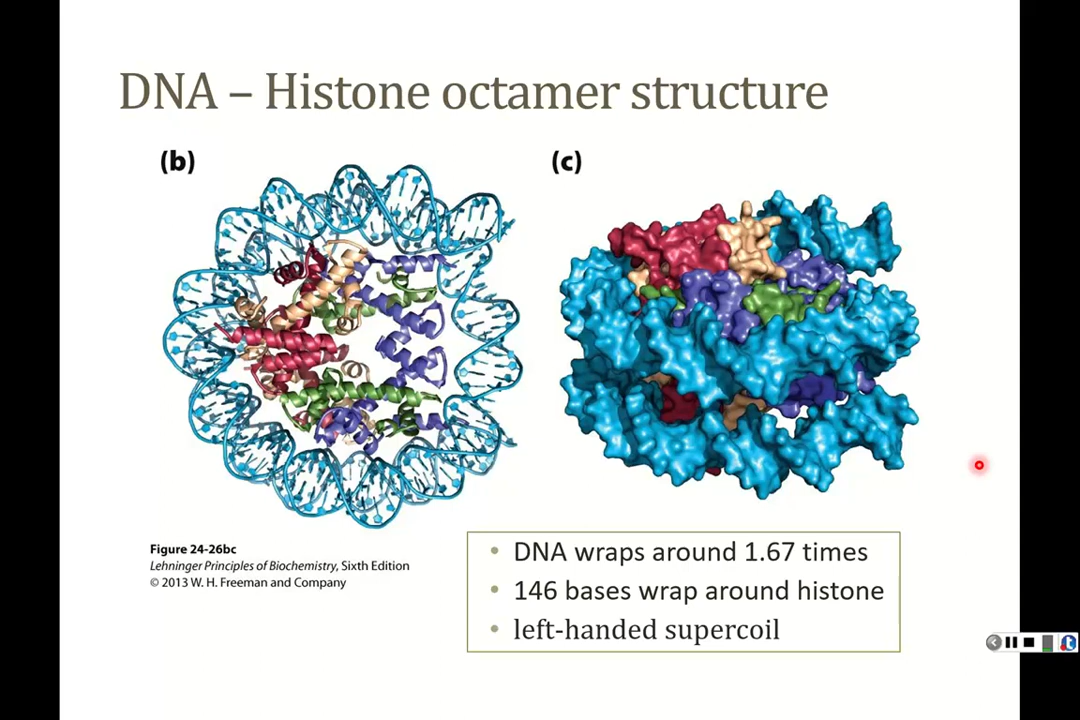 DNA – Histone octamer structure
(b)
(c)
Figure 24-26bc
Lehninger Principles of Biochemistry, Sixth Edition
© 2013 W. H. Freeman and Company
• DNA wraps around 1.67 times
• 146 bases wrap around histone
• left-handed supercoil
t